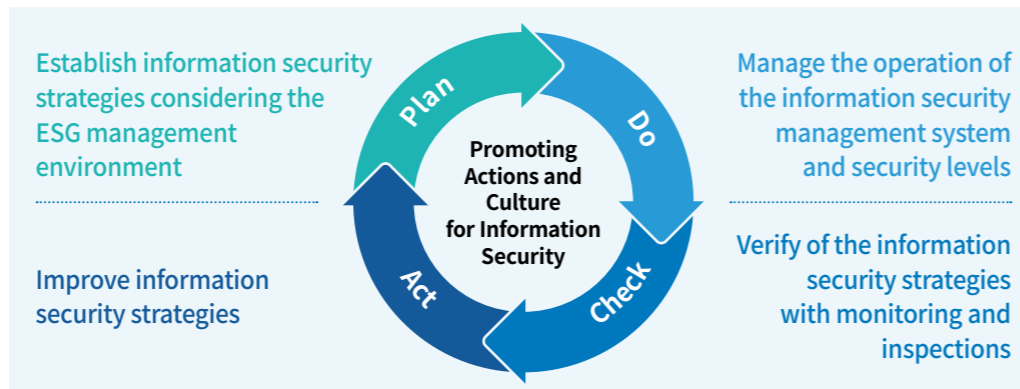 Establish information security
strategies considering the
ESG management
environment
Plan
Do
Manage the operation of
the information security
management system
and security levels
Promoting
Actions and
Culture
for Information
Security
Improve information
security strategies
Act
Check
Verify of the information
security strategies
with monitoring and
inspections